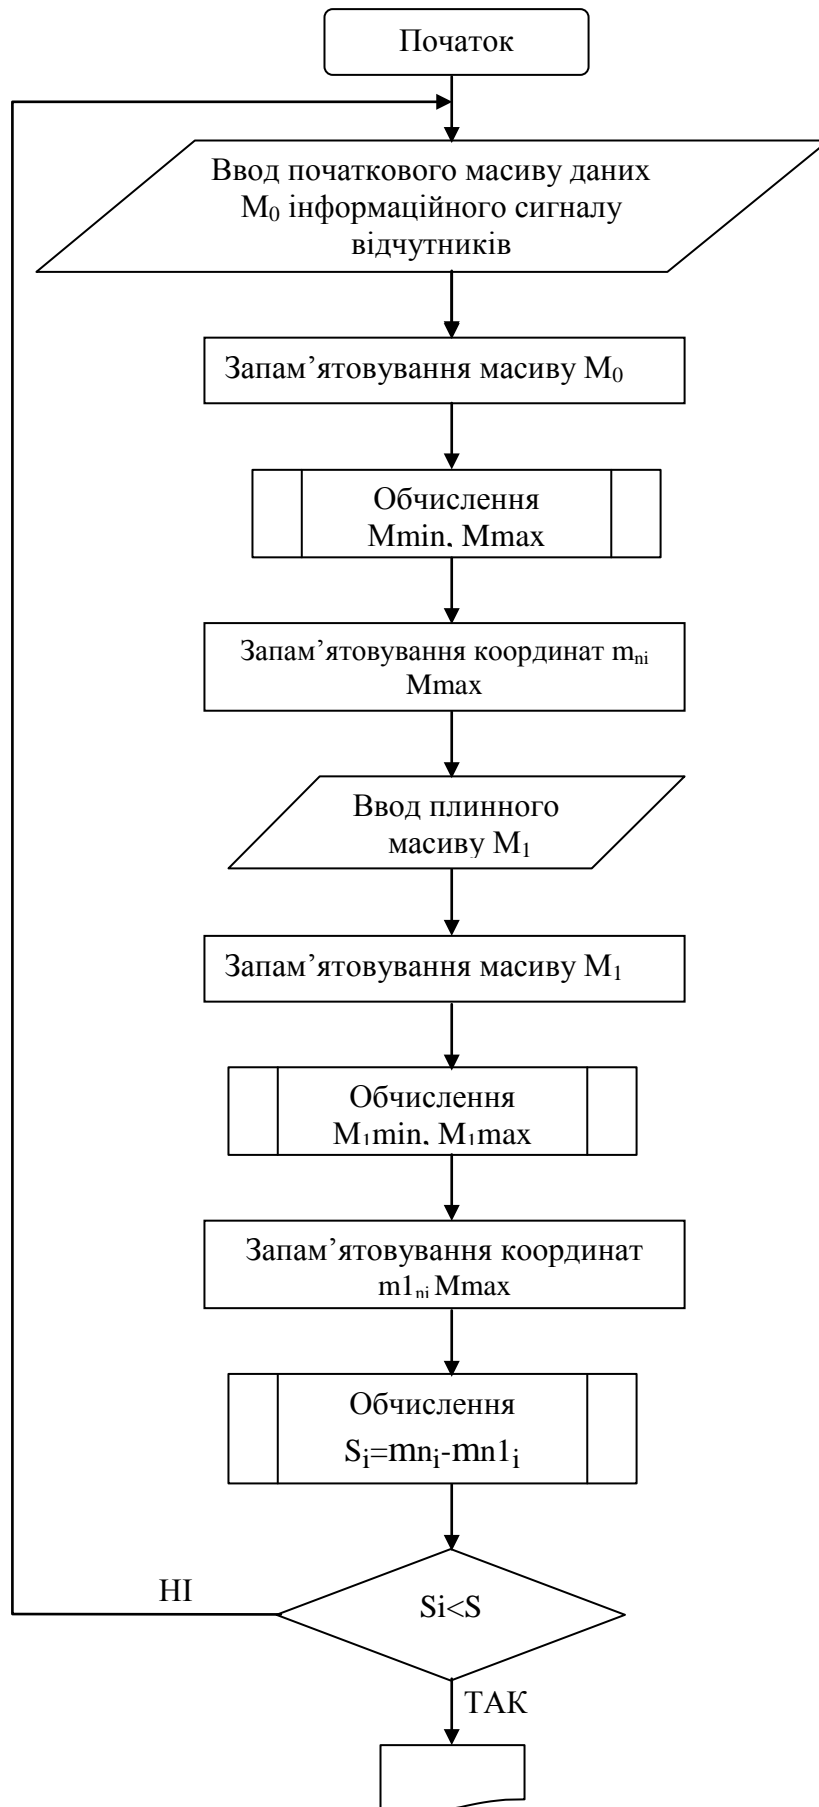 Початок
Ввод початкового масиву даних
M₀ інформаційного сигналу
відчутників
Запам’ятовування масиву M₀
Обчислення
Mmin, Mmax
Запам’ятовування координат mₙᵢ
Mmax
Ввод плинного
масиву M₁
Запам’ятовування масиву M₁
Обчислення
M₁min, M₁max
Запам’ятовування координат
m1ₙᵢ Mmax
Обчислення
Sᵢ=mnᵢ-mn1ᵢ
НІ
Si<S
ТАК